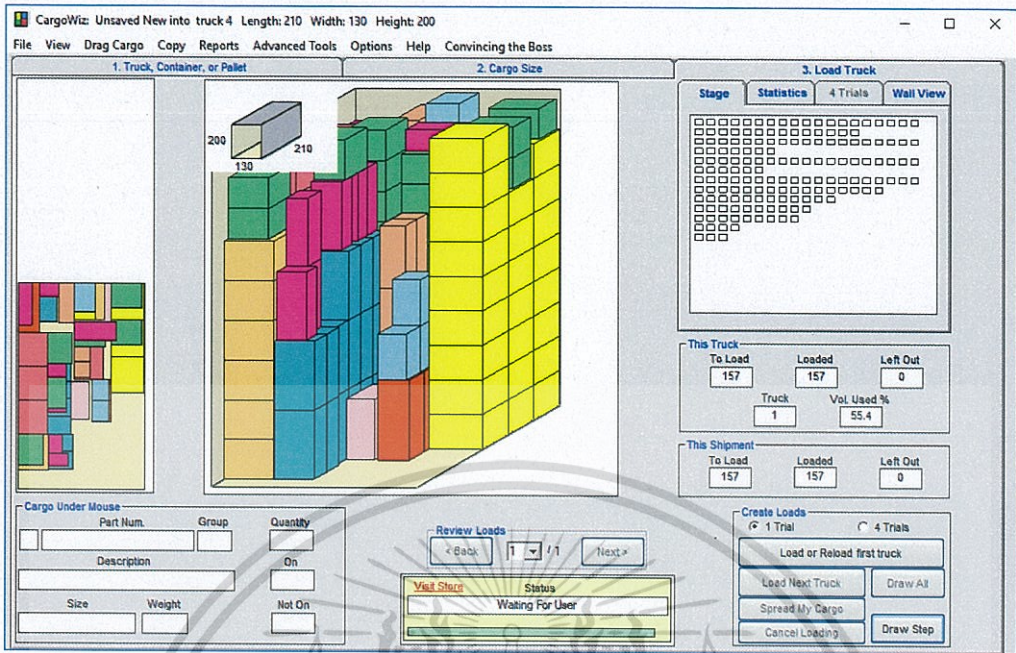 CargoWiz: Unsaved New into truck 4 Length: 210 Width: 130 Height: 200
File View Drag Cargo Copy Reports Advanced Tools Options Help Convincing the Boss
1. Truck, Container, or Pallet
2. Cargo Size
3. Load Truck
Stage Statistics 4 Trials Wall View
200
210
130
This Truck
To Load Loaded Left Out
157 157 0
Truck Vol. Used %
1 55.4
This Shipment
To Load Loaded Left Out
157 157 0
Cargo Under Mouse
Part Num. Group Quantity
Description On
Size Weight Not On
Review Loads
< Back 1 / 1 Next >
Visit Store Status
Waiting For User
Create Loads
1 Trial 4 Trials
Load or Reload first truck
Load Next Truck Draw All
Spread My Cargo
Cancel Loading Draw Step